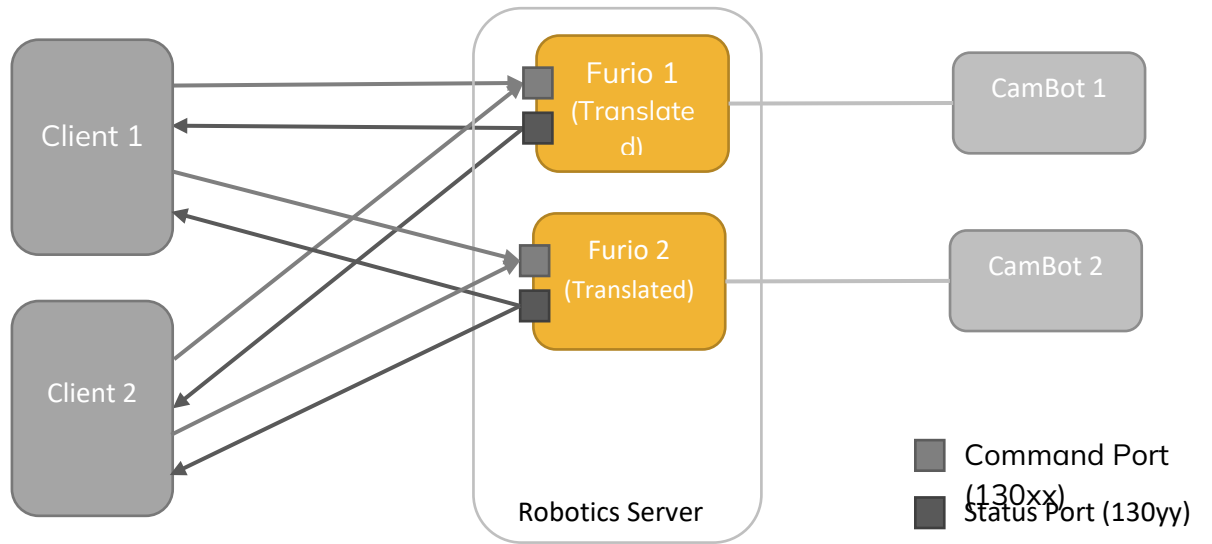 Client 1
Furio 1
(Translate
d)
CamBot 1
Furio 2
(Translated)
CamBot 2
Client 2
Command Port
(130xx)
Status Port (130yy)
Robotics Server